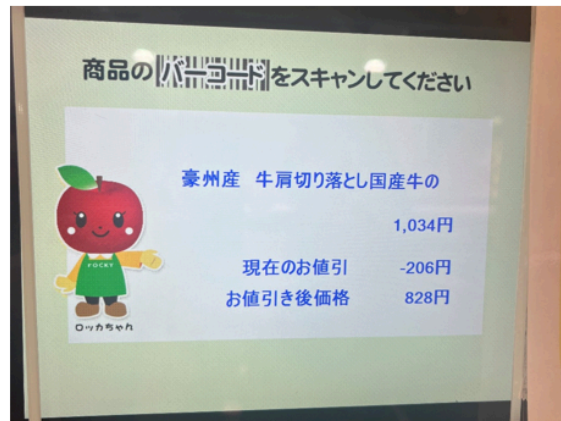 商品のバーコードをスキャンしてください
豪州産 牛肩切り落とし国産牛の
1,034円
現在のお値引 -206円
お値引き後価格 828円
ROCKY
ロッカちゃん